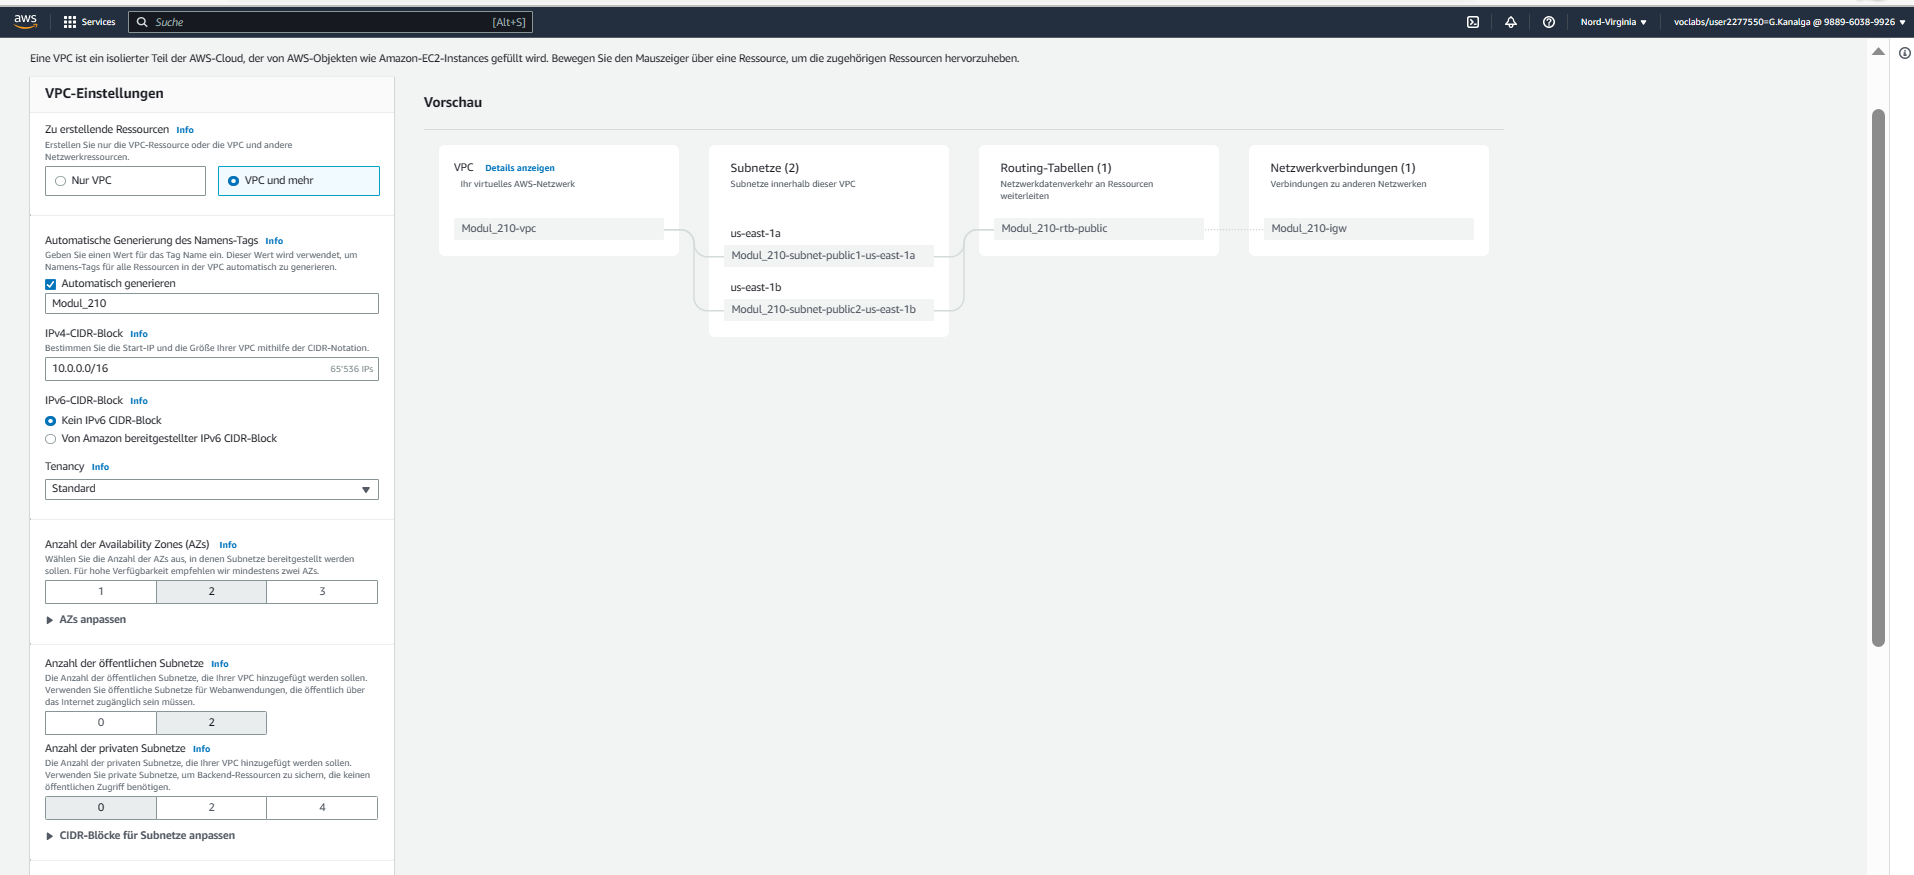 aws
Services
Suche
[Alt+S]
Nord-Virginia
voclabs/user2277550=G.Kanalga @ 9889-6038-9926
Eine VPC ist ein isolierter Teil der AWS-Cloud, der von AWS-Objekten wie Amazon-EC2-Instances gefüllt wird. Bewegen Sie den Mauszeiger über eine Ressource, um die zugehörigen Ressourcen hervorzuheben.
VPC-Einstellungen
Zu erstellende Ressourcen Info
Erstellen Sie nur die VPC-Ressource oder die VPC und andere
Netzwerkressourcen.
Nur VPC
VPC und mehr
Automatische Generierung des Namens-Tags Info
Geben Sie einen Wert für das Tag Name ein. Dieser Wert wird verwendet, um
Namens-Tags für alle Ressourcen in der VPC automatisch zu generieren.
Automatisch generieren
Modul_210
IPv4-CIDR-Block Info
Bestimmen Sie die Start-IP und die Größe Ihrer VPC mithilfe der CIDR-Notation.
10.0.0.0/16
65'536 IPs
IPv6-CIDR-Block Info
Kein IPv6 CIDR-Block
Von Amazon bereitgestellter IPv6 CIDR-Block
Tenancy Info
Standard
Anzahl der Availability Zones (AZs) Info
Wählen Sie die Anzahl der AZs aus, in denen Subnetze bereitgestellt werden
sollen. Für hohe Verfügbarkeit empfehlen wir mindestens zwei AZs.
1
2
3
AZs anpassen
Anzahl der öffentlichen Subnetze Info
Die Anzahl der öffentlichen Subnetze, die Ihrer VPC hinzugefügt werden sollen.
Verwenden Sie öffentliche Subnetze für Webanwendungen, die öffentlich über
das Internet zugänglich sein müssen.
0
2
Anzahl der privaten Subnetze Info
Die Anzahl der privaten Subnetze, die Ihrer VPC hinzugefügt werden sollen.
Verwenden Sie private Subnetze, um Backend-Ressourcen zu sichern, die keinen
öffentlichen Zugriff benötigen.
0
2
4
CIDR-Blöcke für Subnetze anpassen
Vorschau
VPC Details anzeigen
Ihr virtuelles AWS-Netzwerk
Modul_210-vpc
Subnetze (2)
Subnetze innerhalb dieser VPC
us-east-1a
Modul_210-subnet-public1-us-east-1a
us-east-1b
Modul_210-subnet-public2-us-east-1b
Routing-Tabellen (1)
Netzwerkdatenverkehr an Ressourcen
weiterleiten
Modul_210-rtb-public
Netzwerkverbindungen (1)
Verbindungen zu anderen Netzwerken
Modul_210-igw